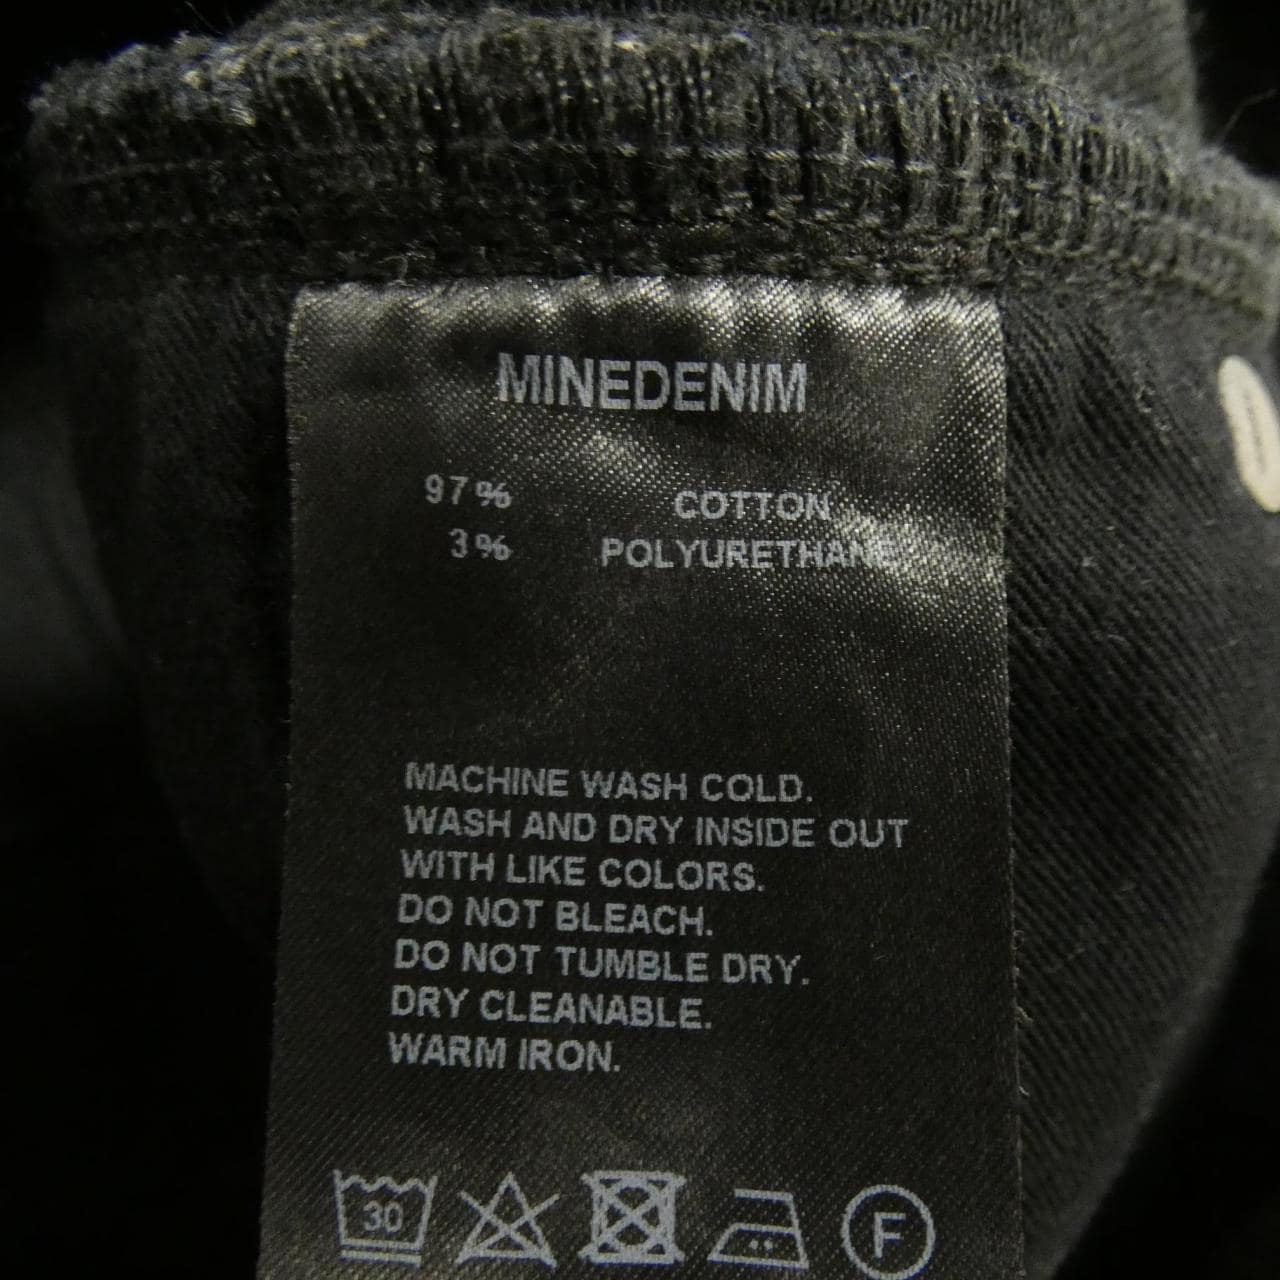 MINEDENIM
97% COTTON
3% POLYURETHANE
MACHINE WASH COLD.
WASH AND DRY INSIDE OUT
WITH LIKE COLORS.
DO NOT BLEACH.
DO NOT TUMBLE DRY.
DRY CLEANABLE.
WARM IRON.
30 F